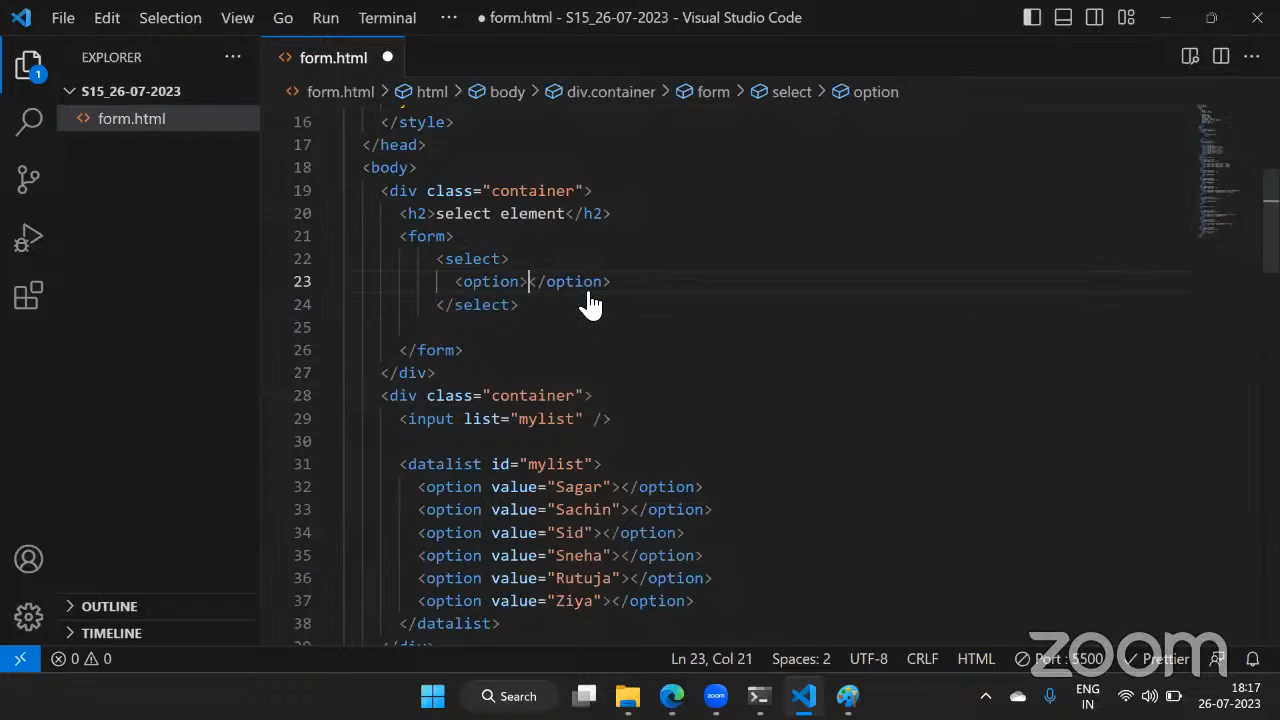 File Edit Selection View Go Run Terminal ··· ● form.html - S15_26-07-2023 - Visual Studio Code
EXPLORER ···
<> form.html ●
1
S15_26-07-2023
<> form.html
<> form.html > html > body > div.container > form > select > option
16 </style>
17 </head>
18 <body>
19 <div class="container">
20 <h2>select element</h2>
21 <form>
22 <select>
23 <option></option>
24 </select>
25
26 </form>
27 </div>
28 <div class="container">
29 <input list="mylist" />
30
31 <datalist id="mylist">
32 <option value="Sagar"></option>
33 <option value="Sachin"></option>
34 <option value="Sid"></option>
35 <option value="Sneha"></option>
36 <option value="Rutuja"></option>
37 <option value="Ziya"></option>
38 </datalist>
OUTLINE
TIMELINE
0 0 Ln 23, Col 21 Spaces: 2 UTF-8 CRLF HTML Port : 5500 Prettier
zoom
Search
zoom
ENG
IN
18:17
26-07-2023